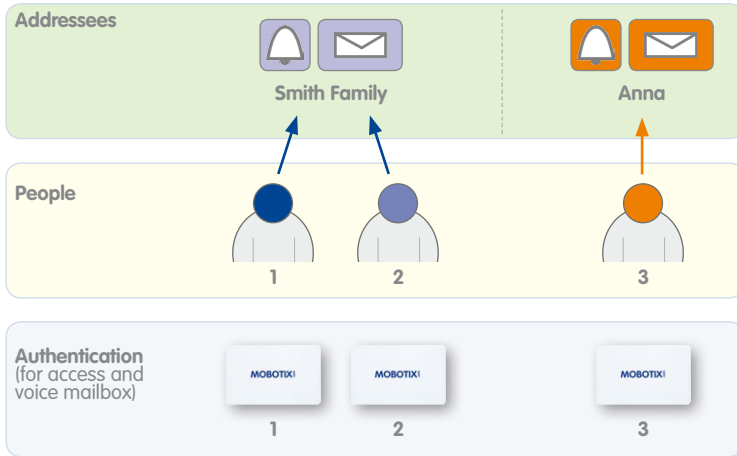 Addressees
Smith Family
Anna
People
1
2
3
Authentication
(for access and
voice mailbox)
MOBOTIX
MOBOTIX
MOBOTIX
1
2
3